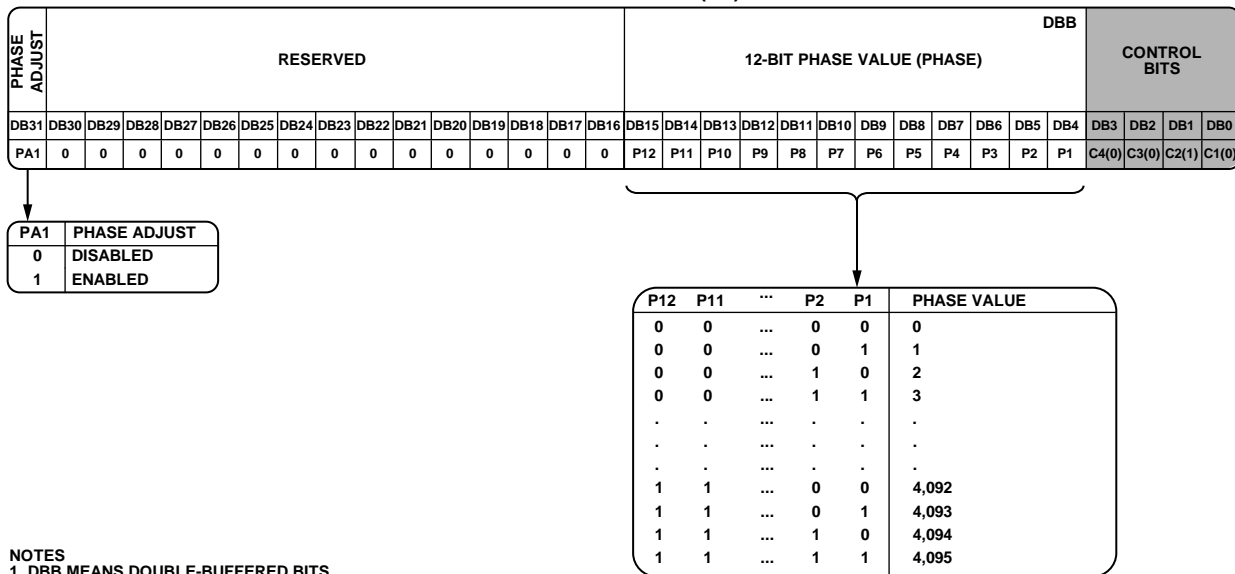 PHASE ADJUST RESERVED 12-BIT PHASE VALUE (PHASE) DBB CONTROL BITS
DB31 DB30 DB29 DB28 DB27 DB26 DB25 DB24 DB23 DB22 DB21 DB20 DB19 DB18 DB17 DB16 DB15 DB14 DB13 DB12 DB11 DB10 DB9 DB8 DB7 DB6 DB5 DB4 DB3 DB2 DB1 DB0
PA1 0 0 0 0 0 0 0 0 0 0 0 0 0 0 0 P12 P11 P10 P9 P8 P7 P6 P5 P4 P3 P2 P1 C4(0) C3(0) C2(1) C1(0)
PA1 PHASE ADJUST
0 DISABLED
1 ENABLED
P12 P11 ... P2 P1 PHASE VALUE
0 0 ... 0 0 0
0 0 ... 0 1 1
0 0 ... 1 0 2
0 0 ... 1 1 3
. . ... . . .
. . ... . . .
. . ... . . .
1 1 ... 0 0 4,092
1 1 ... 0 1 4,093
1 1 ... 1 0 4,094
1 1 ... 1 1 4,095
NOTES
1. DBB MEANS DOUBLE-BUFFERED BITS